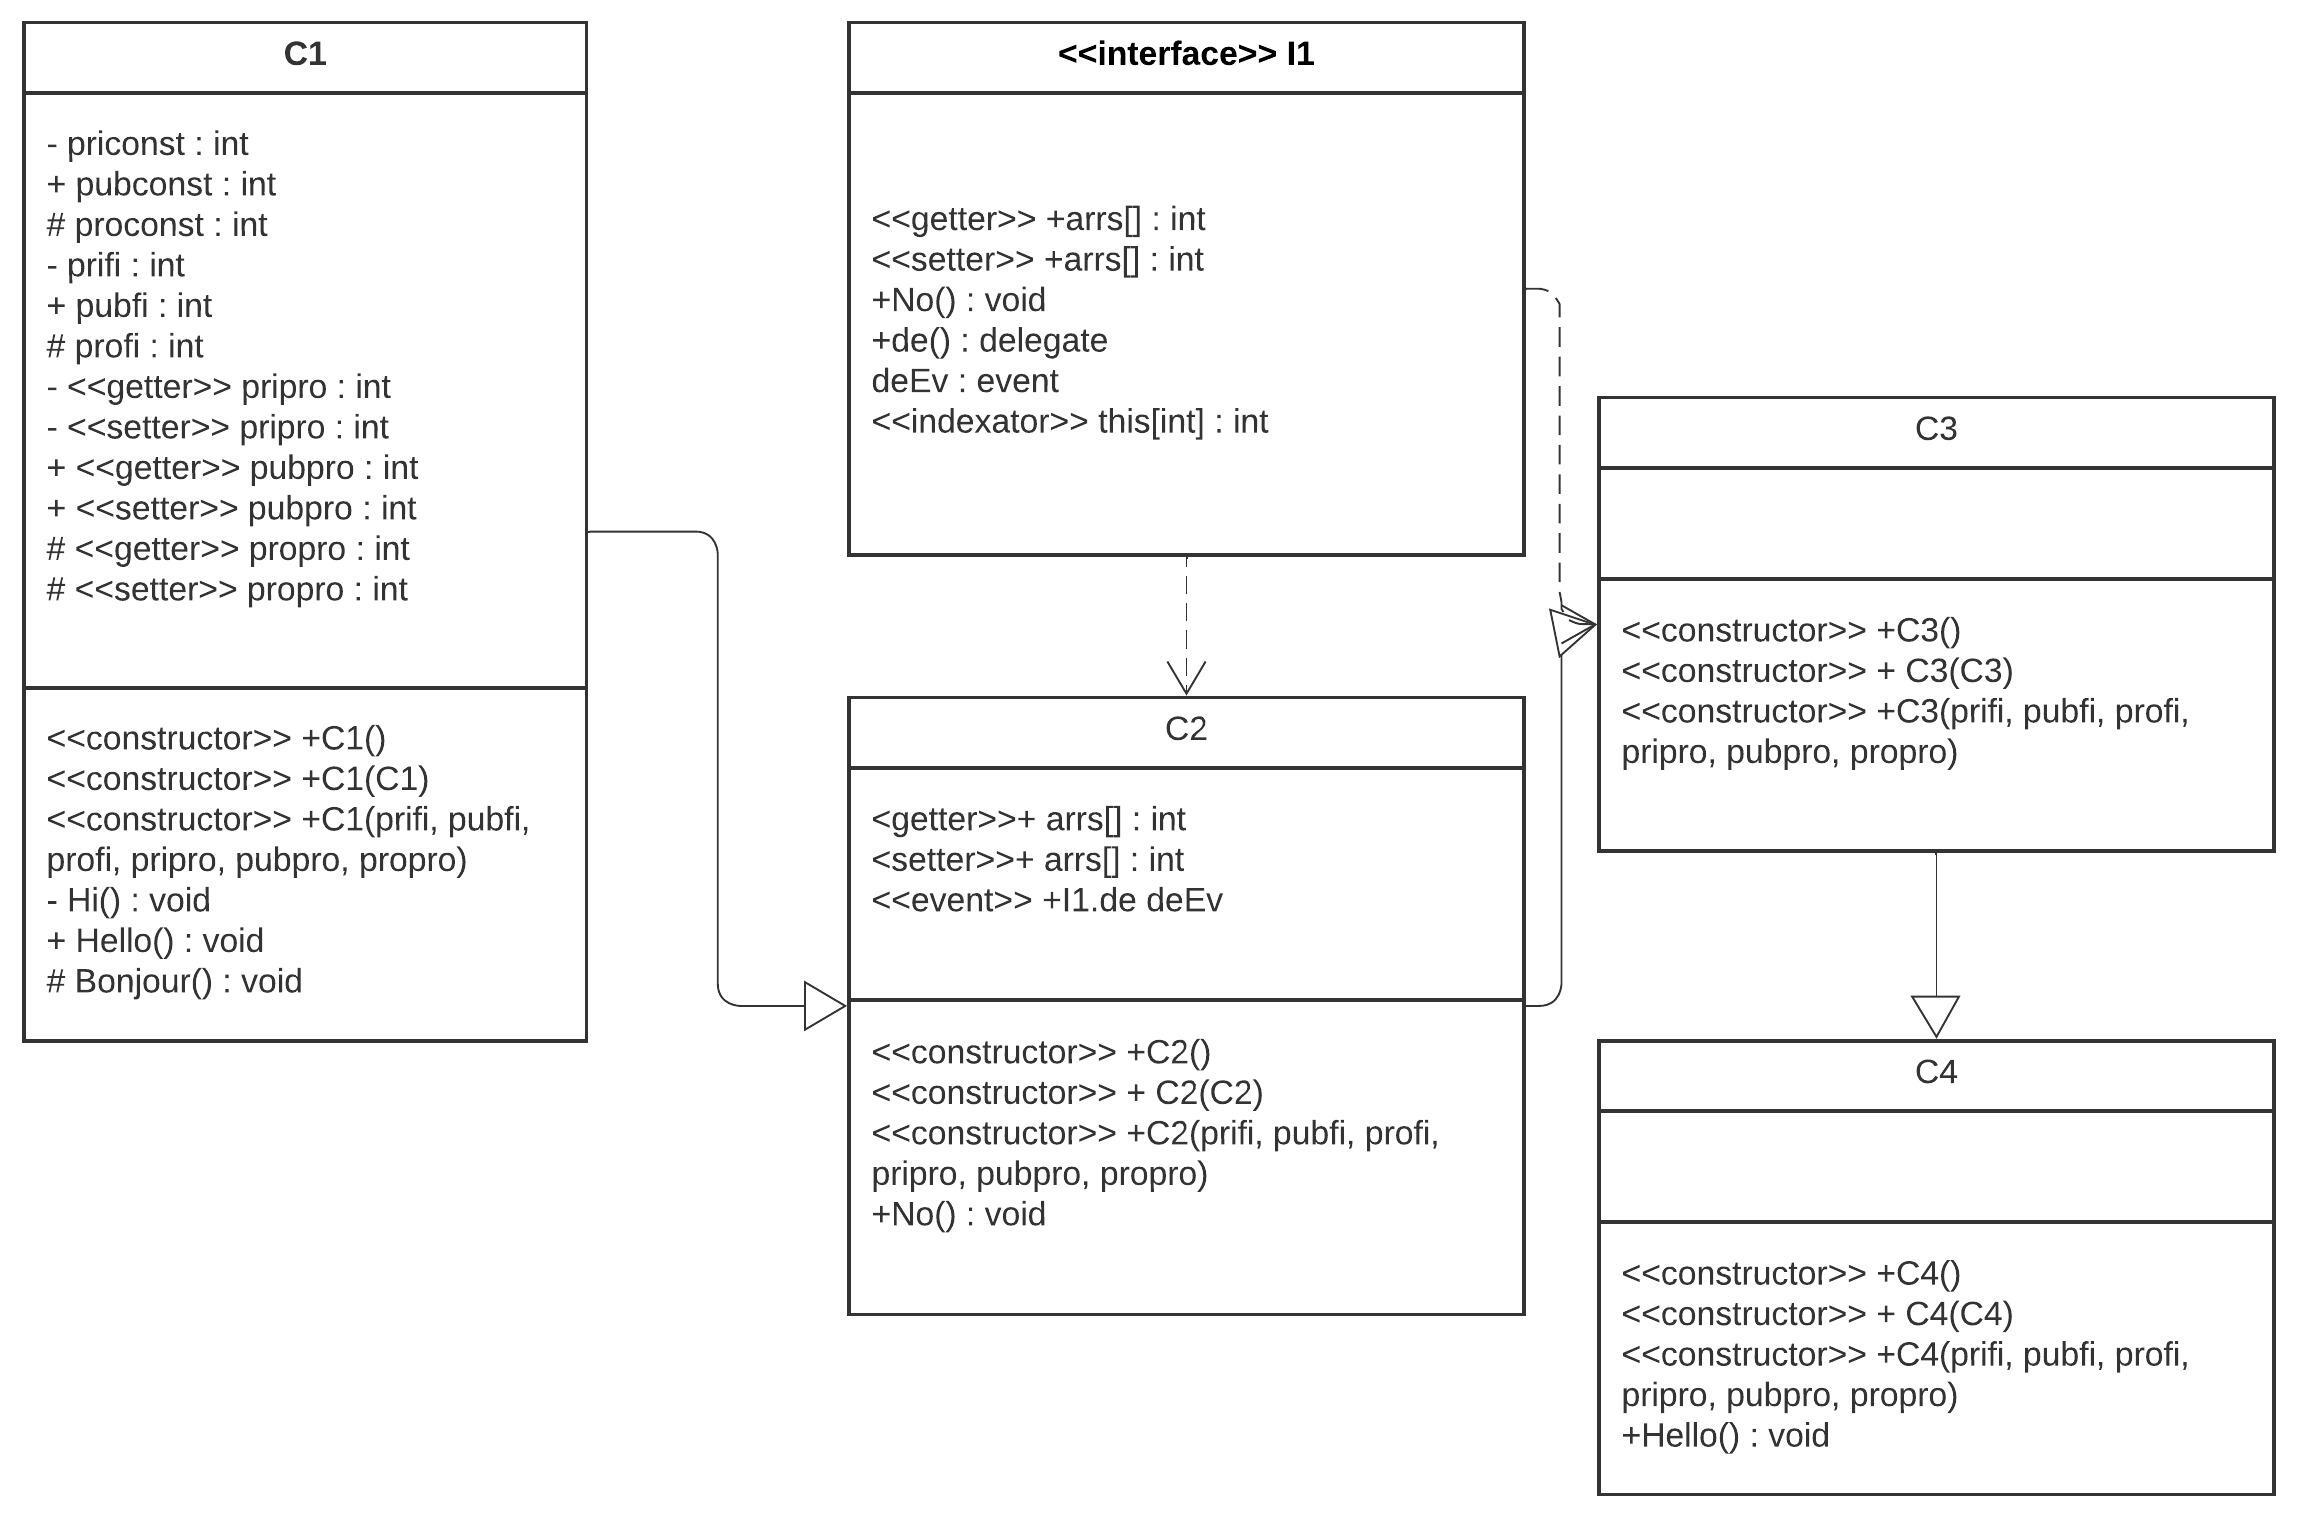 C1
- priconst : int
+ pubconst : int
# proconst : int
- prifi : int
+ pubfi : int
# profi : int
- <<getter>> pripro : int
- <<setter>> pripro : int
+ <<getter>> pubpro : int
+ <<setter>> pubpro : int
# <<getter>> propro : int
# <<setter>> propro : int
<<constructor>> +C1()
<<constructor>> +C1(C1)
<<constructor>> +C1(prifi, pubfi,
profi, pripro, pubpro, propro)
- Hi() : void
+ Hello() : void
# Bonjour() : void
<<interface>> I1
<<getter>> +arrs[] : int
<<setter>> +arrs[] : int
+No() : void
+de() : delegate
deEv : event
<<indexator>> this[int] : int
C2
<getter>>+ arrs[] : int
<setter>>+ arrs[] : int
<<event>> +I1.de deEv
<<constructor>> +C2()
<<constructor>> + C2(C2)
<<constructor>> +C2(prifi, pubfi, profi,
pripro, pubpro, propro)
+No() : void
C3
<<constructor>> +C3()
<<constructor>> + C3(C3)
<<constructor>> +C3(prifi, pubfi, profi,
pripro, pubpro, propro)
C4
<<constructor>> +C4()
<<constructor>> + C4(C4)
<<constructor>> +C4(prifi, pubfi, profi,
pripro, pubpro, propro)
+Hello() : void